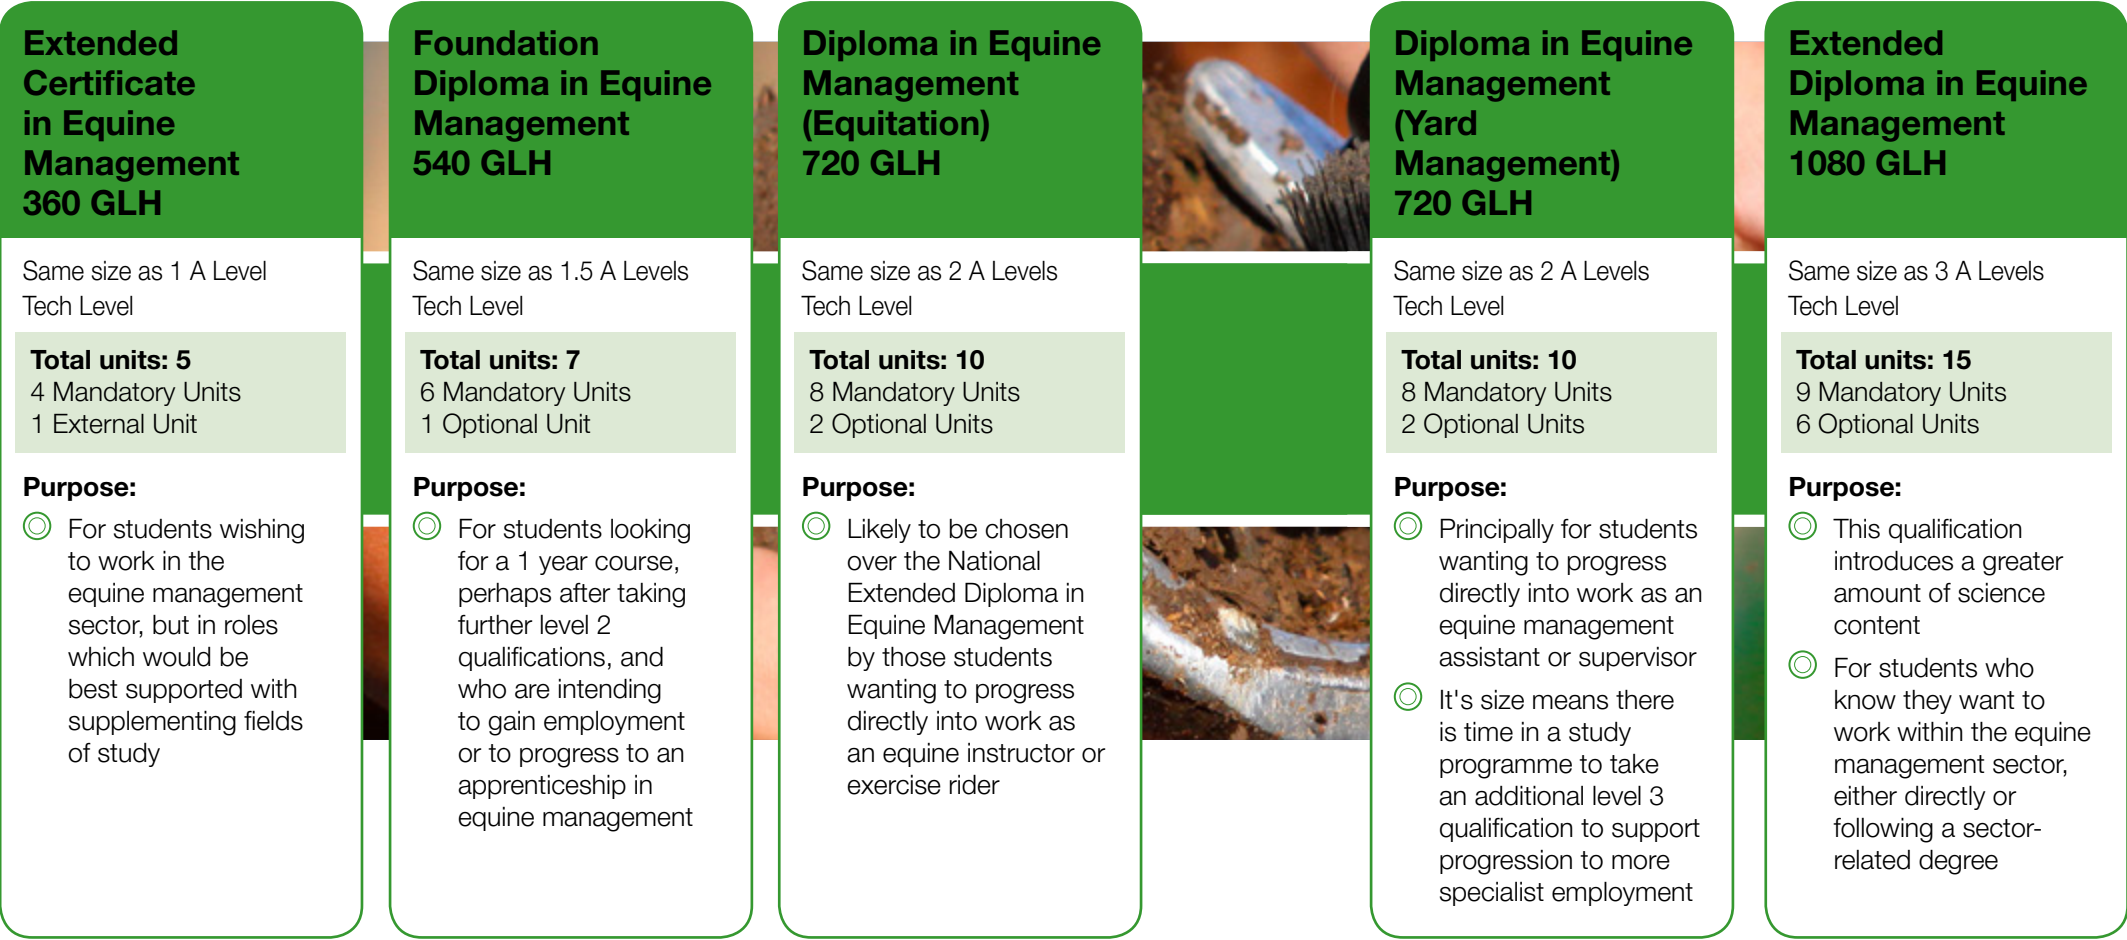 Extended
Certificate
in Equine
Management
360 GLH
Same size as 1 A Level
Tech Level
Total units: 5
4 Mandatory Units
1 External Unit
Purpose:
For students wishing
to work in the
equine management
sector, but in roles
which would be
best supported with
supplementing fields
of study
Foundation
Diploma in Equine
Management
540 GLH
Same size as 1.5 A Levels
Tech Level
Total units: 7
6 Mandatory Units
1 Optional Unit
Purpose:
For students looking
for a 1 year course,
perhaps after taking
further level 2
qualifications, and
who are intending
to gain employment
or to progress to an
apprenticeship in
equine management
Diploma in Equine
Management
(Equitation)
720 GLH
Same size as 2 A Levels
Tech Level
Total units: 10
8 Mandatory Units
2 Optional Units
Purpose:
Likely to be chosen
over the National
Extended Diploma in
Equine Management
by those students
wanting to progress
directly into work as
an equine instructor or
exercise rider
Diploma in Equine
Management
(Yard
Management)
720 GLH
Same size as 2 A Levels
Tech Level
Total units: 10
8 Mandatory Units
2 Optional Units
Purpose:
Principally for students
wanting to progress
directly into work as an
equine management
assistant or supervisor
It's size means there
is time in a study
programme to take
an additional level 3
qualification to support
progression to more
specialist employment
Extended
Diploma in Equine
Management
1080 GLH
Same size as 3 A Levels
Tech Level
Total units: 15
9 Mandatory Units
6 Optional Units
Purpose:
This qualification
introduces a greater
amount of science
content
For students who
know they want to
work within the equine
management sector,
either directly or
following a sector-
related degree